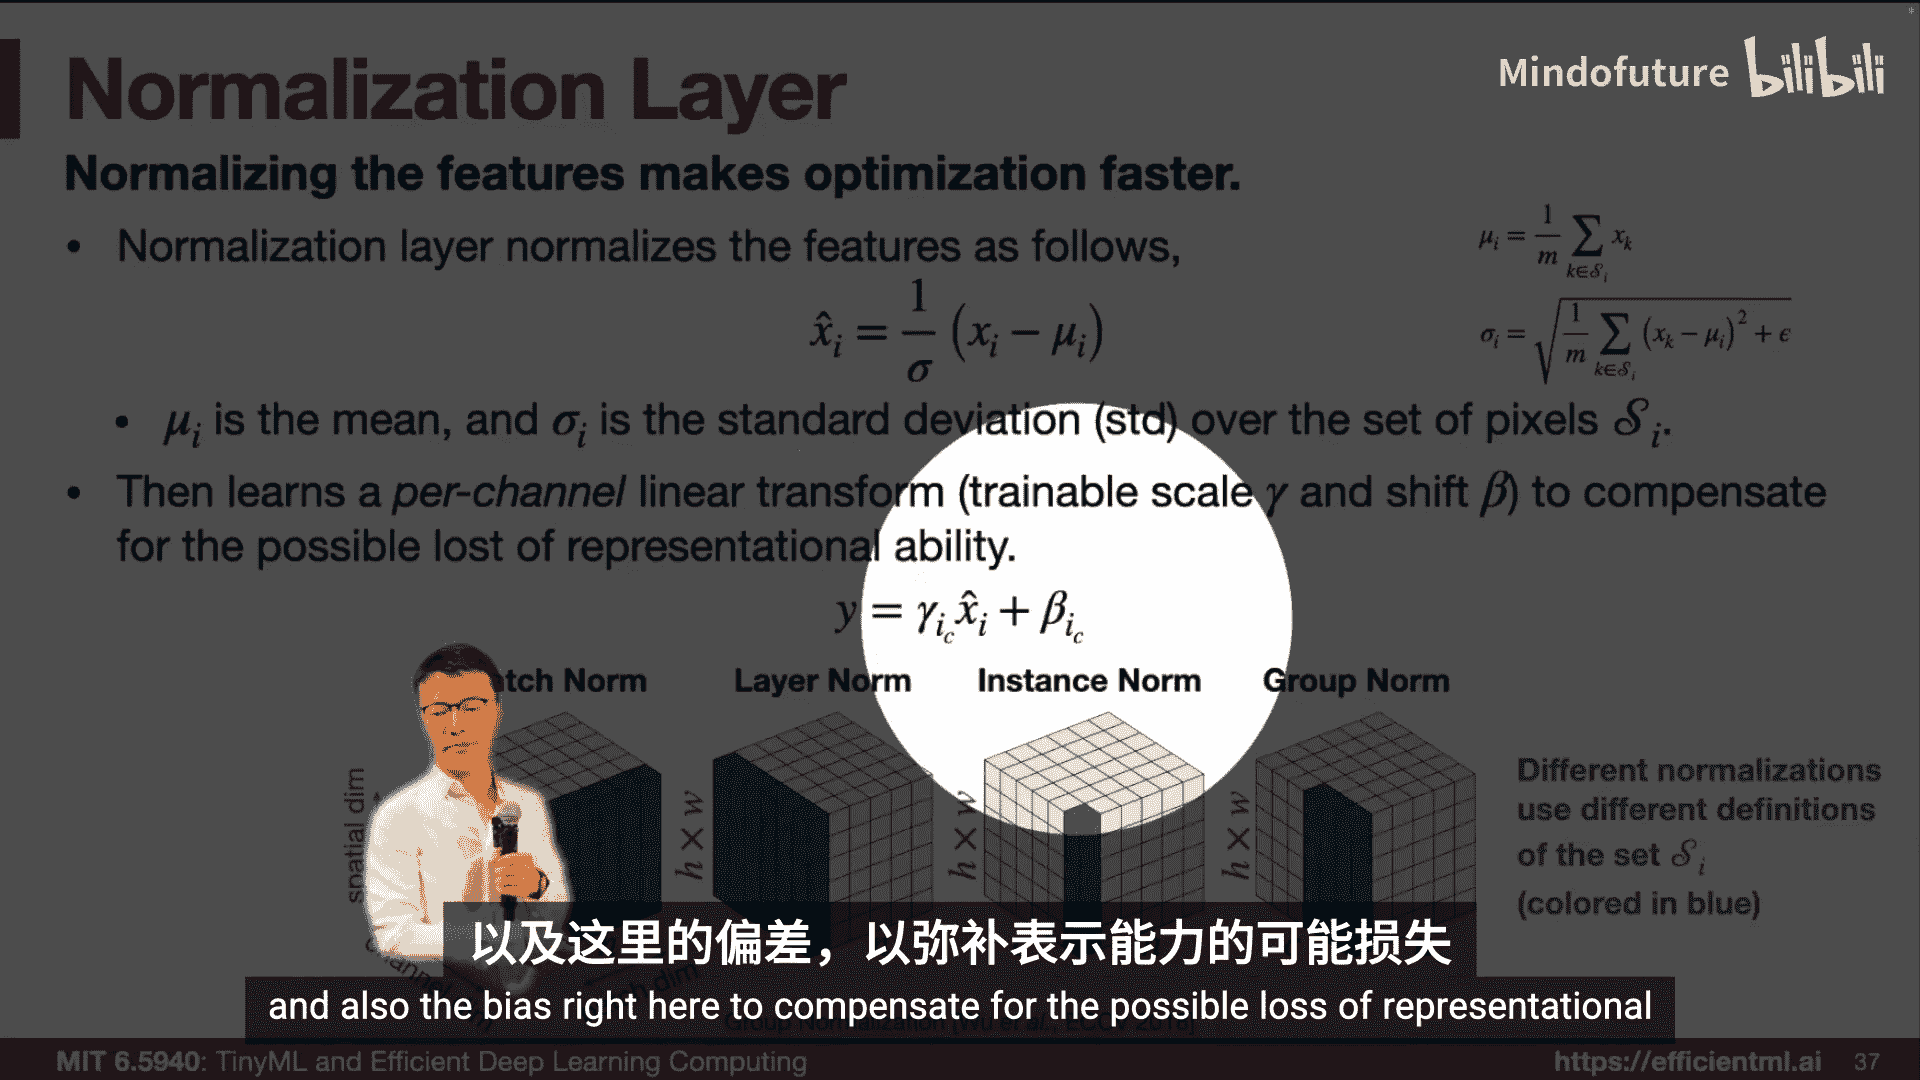 Mindofuture bilibili
Normalization Layer
Normalizing the features makes optimization faster.
• Normalization layer normalizes the features as follows,
μᵢ = 1/m ∑_{k∈𝒮ᵢ} xₖ
x̂ᵢ = 1/σ (xᵢ − μᵢ)
σᵢ = √(1/m ∑_{k∈𝒮ᵢ} (xₖ − μᵢ)² + ϵ)
• μᵢ is the mean, and σᵢ is the standard deviation (std) over the set of pixels 𝒮ᵢ.
• Then learns a per-channel linear transform (trainable scale γ and shift β) to compensate
for the possible lost of representational ability.
y = γ_{i_c} x̂ᵢ + β_{i_c}
tch Norm Layer Norm Instance Norm Group Norm
spatial dim
h × w
h × w
h × w
Different normalizations
use different definitions
of the set 𝒮ᵢ
(colored in blue)
以及这里的偏差，以弥补表示能力的可能损失
and also the bias right here to compensate for the possible loss of representational
MIT 6.5940: TinyML and Efficient Deep Learning Computing
https://efficientml.ai 37